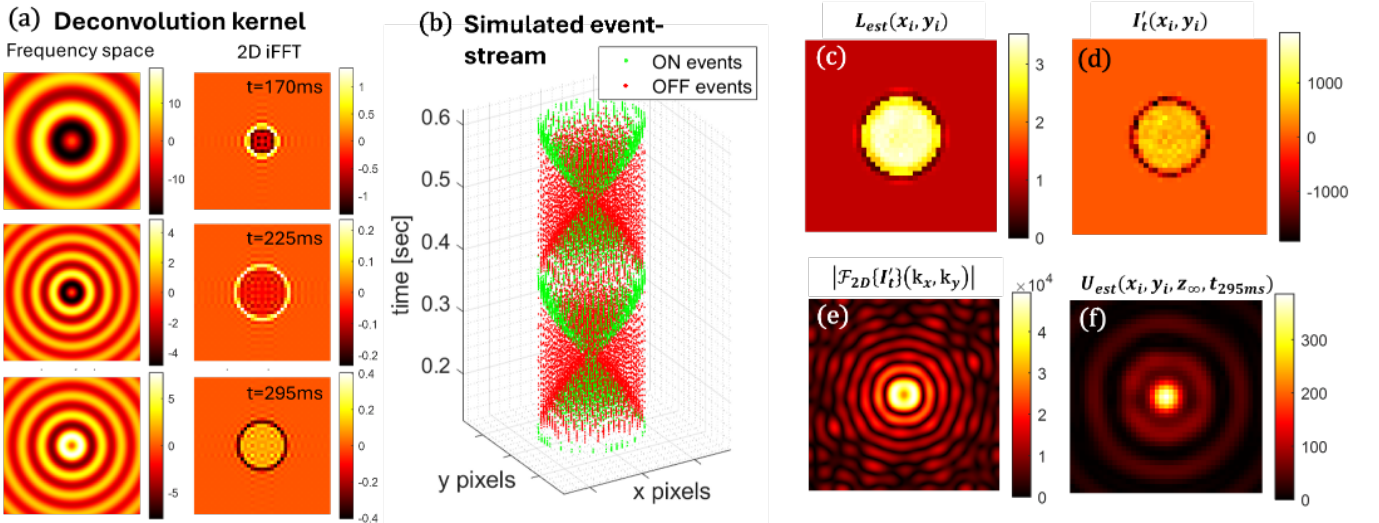 (a) Deconvolution kernel
Frequency space
2D iFFT
10
0
-10
t=170ms
1
0.5
0
-0.5
-1
4
2
0
-2
-4
t=225ms
0.2
0.1
0
-0.1
-0.2
5
0
-5
t=295ms
0.4
0.2
0
-0.2
-0.4
(b) Simulated event-
stream
ON events
OFF events
0.6
0.5
0.4
0.3
0.2
time [sec]
y pixels
x pixels
L_est(x_i, y_i)
(c)
3
2
1
0
I'_t(x_i, y_i)
(d)
1000
0
-1000
|ℱ_2D{I'_t}(k_x, k_y)|
(e)
×10^4
4
3
2
1
0
U_est(x_i, y_i, z_∞, t_295ms)
(f)
300
200
100
0